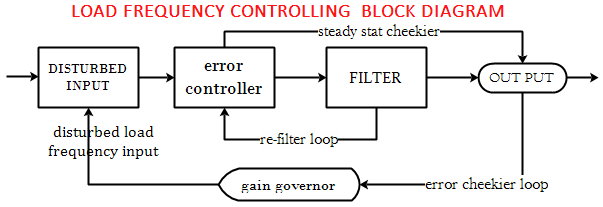 LOAD FREQUENCY CONTROLLING BLOCK DIAGRAM
steady stat cheekier
DISTURBED
INPUT
error
controller
FILTER
OUT PUT
disturbed load
frequency input
re-filter loop
gain governor
error cheekier loop